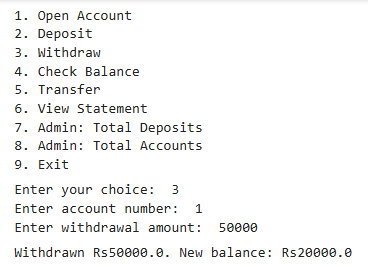 1. Open Account
2. Deposit
3. Withdraw
4. Check Balance
5. Transfer
6. View Statement
7. Admin: Total Deposits
8. Admin: Total Accounts
9. Exit
Enter your choice:  3
Enter account number:  1
Enter withdrawal amount:  50000
Withdrawn Rs50000.0. New balance: Rs20000.0